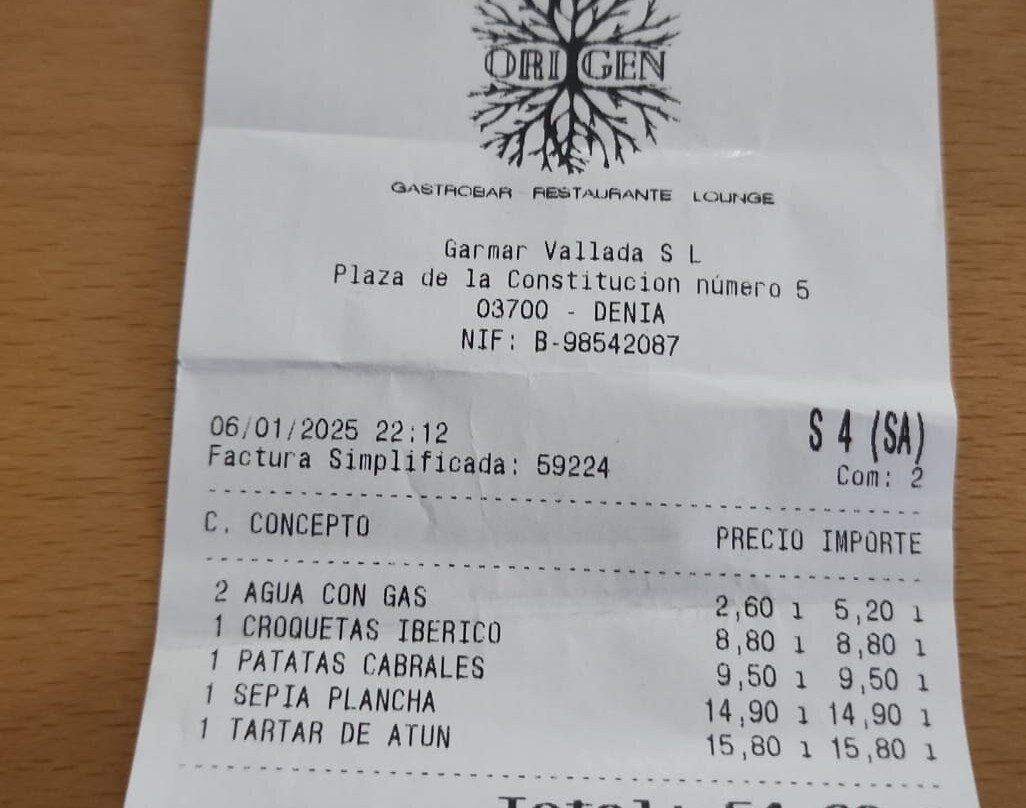 ORIGEN
GASTROBAR RESTAURANTE LOUNGE
Garmar Vallada S L
Plaza de la Constitucion número 5
03700 - DENIA
NIF: B-98542087
06/01/2025 22:12 S 4 (SA)
Factura Simplificada: 59224 Com: 2
C. CONCEPTO PRECIO IMPORTE
2 AGUA CON GAS 2,60 1 5,20 1
1 CROQUETAS IBERICO 8,80 1 8,80 1
1 PATATAS CABRALES 9,50 1 9,50 1
1 SEPIA PLANCHA 14,90 1 14,90 1
1 TARTAR DE ATUN 15,80 1 15,80 1
Total: